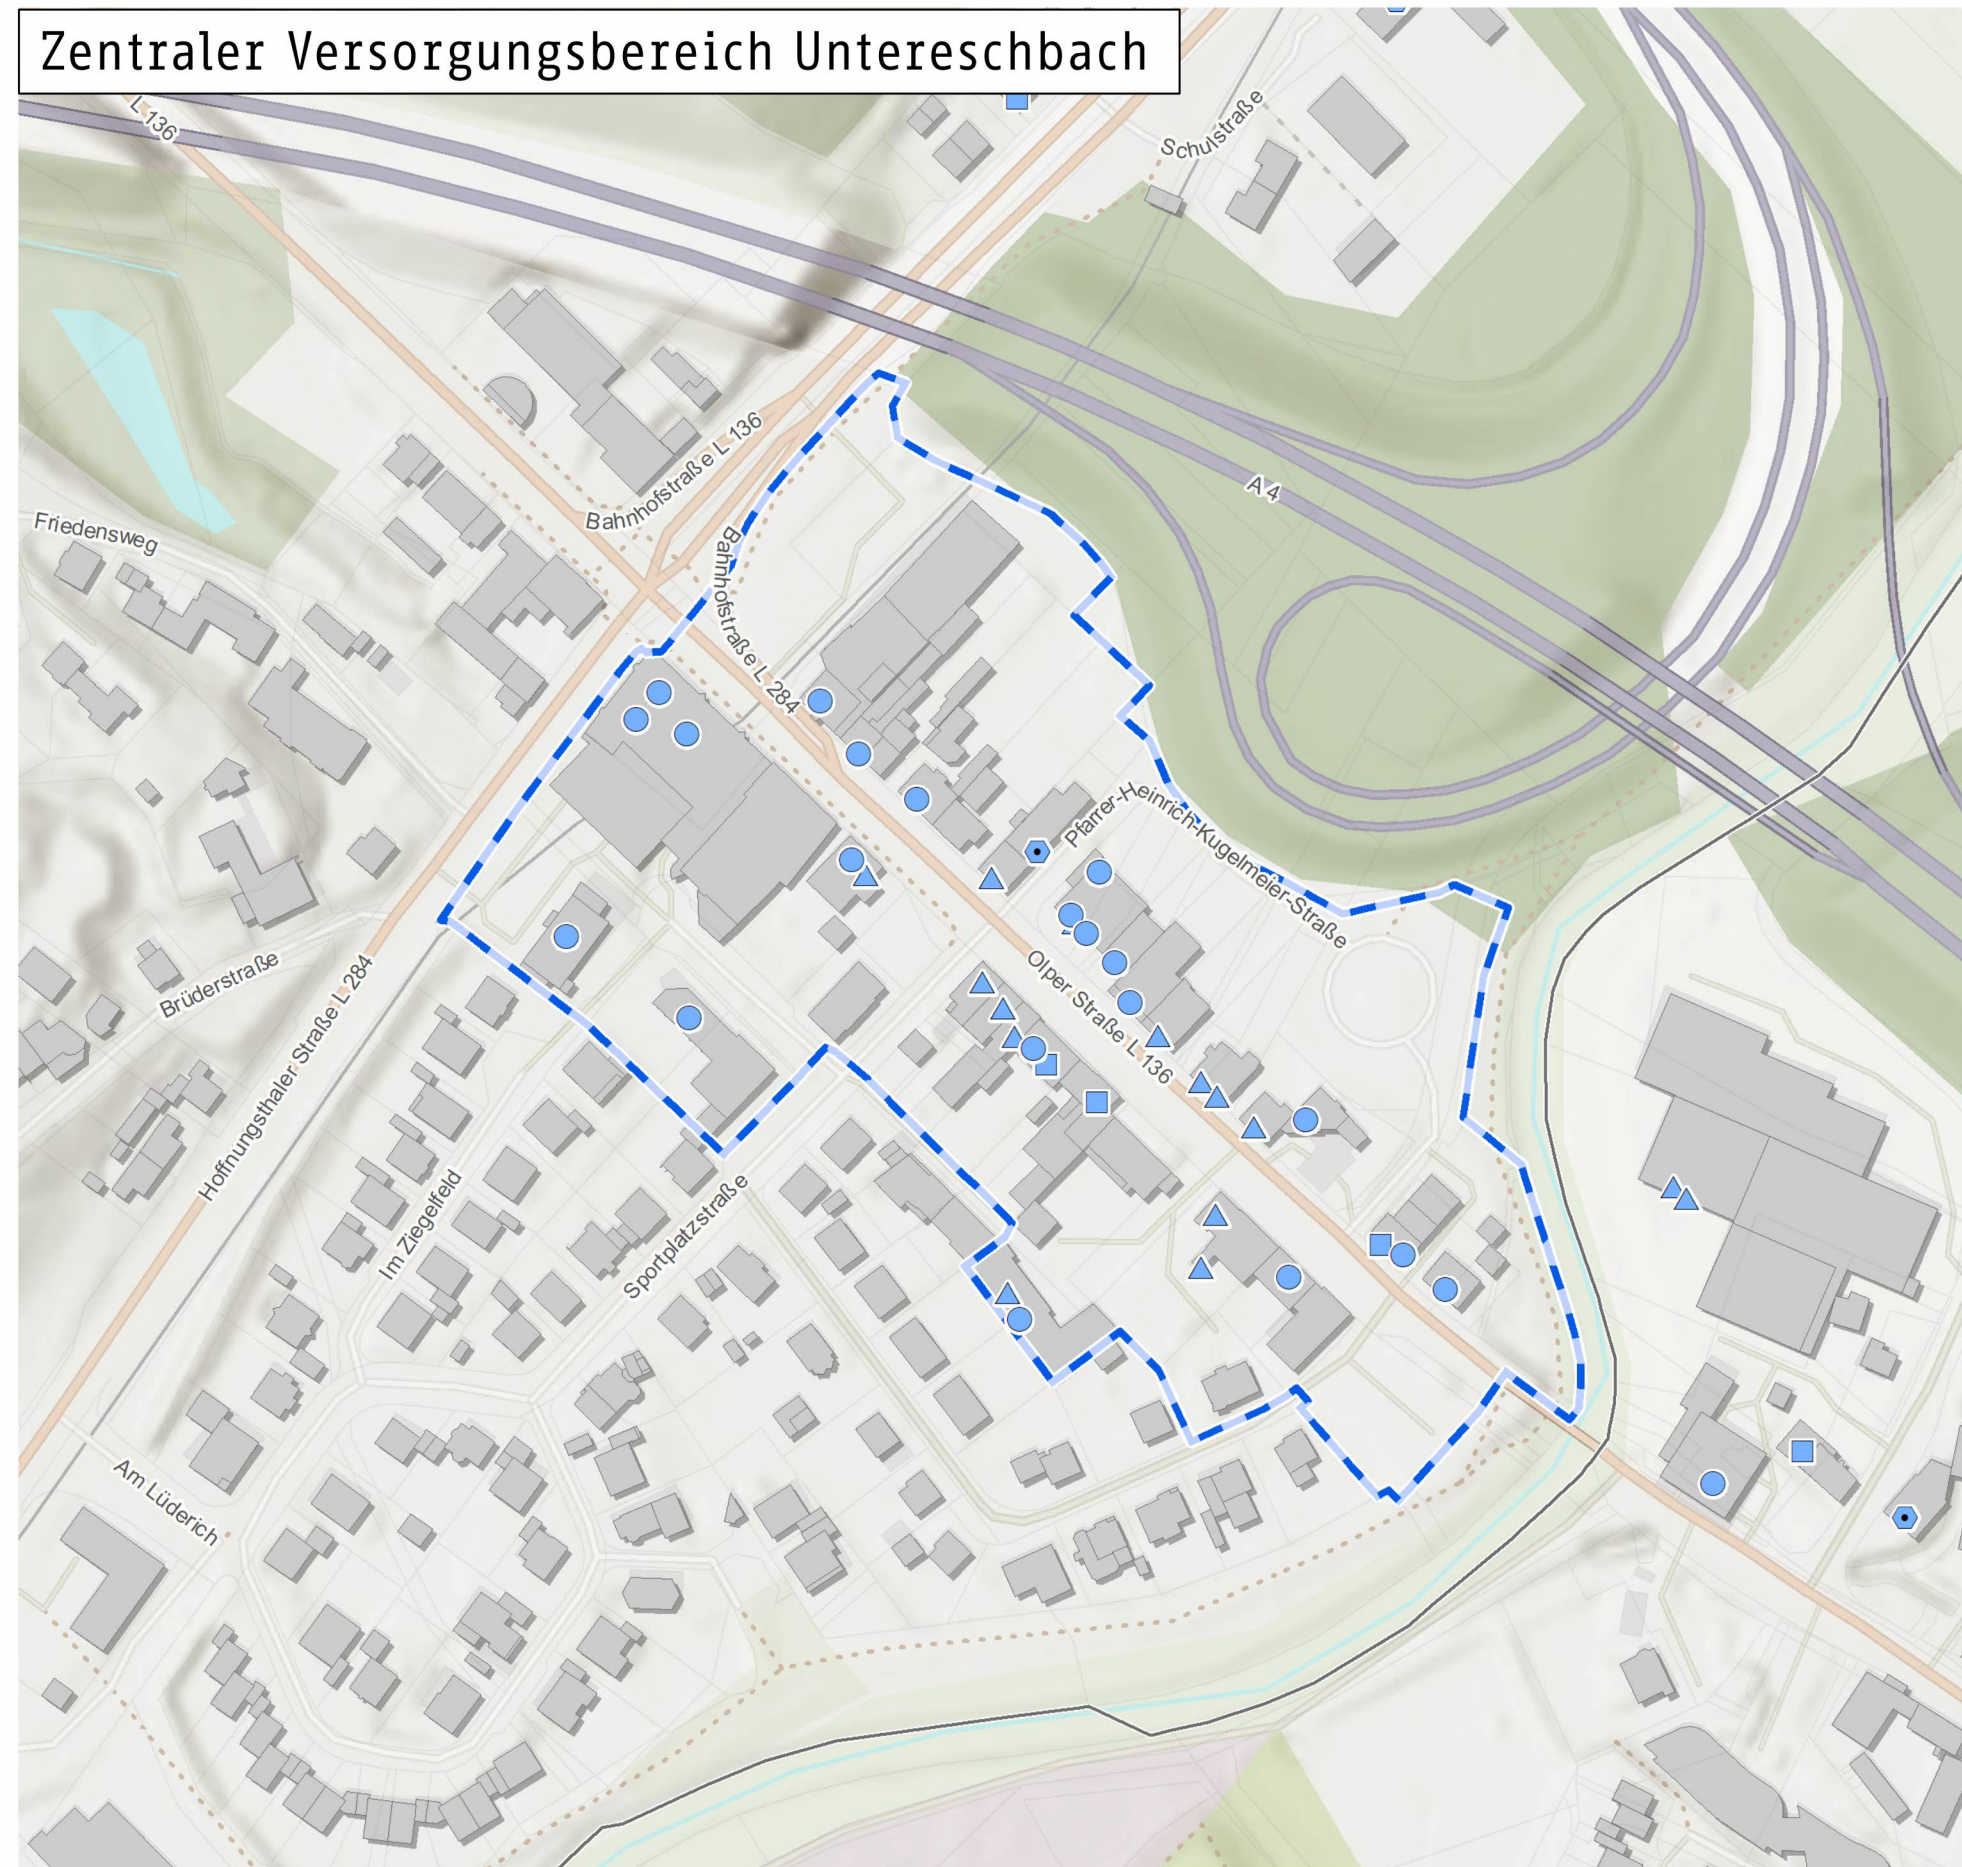 Zentraler Versorgungsbereich Untereschbach
L 136
Schulstraße
Bahnhofstraße L 136
A 4
Friedensweg
Bahnhofstraße L 284
Pfarrer-Heinrich-Kugelmeier-Straße
Brüderstraße
Hoffnungsthaler Straße L 284
Olper Straße L 136
Im Ziegelfeld
Sportplatzstraße
Am Lüderich